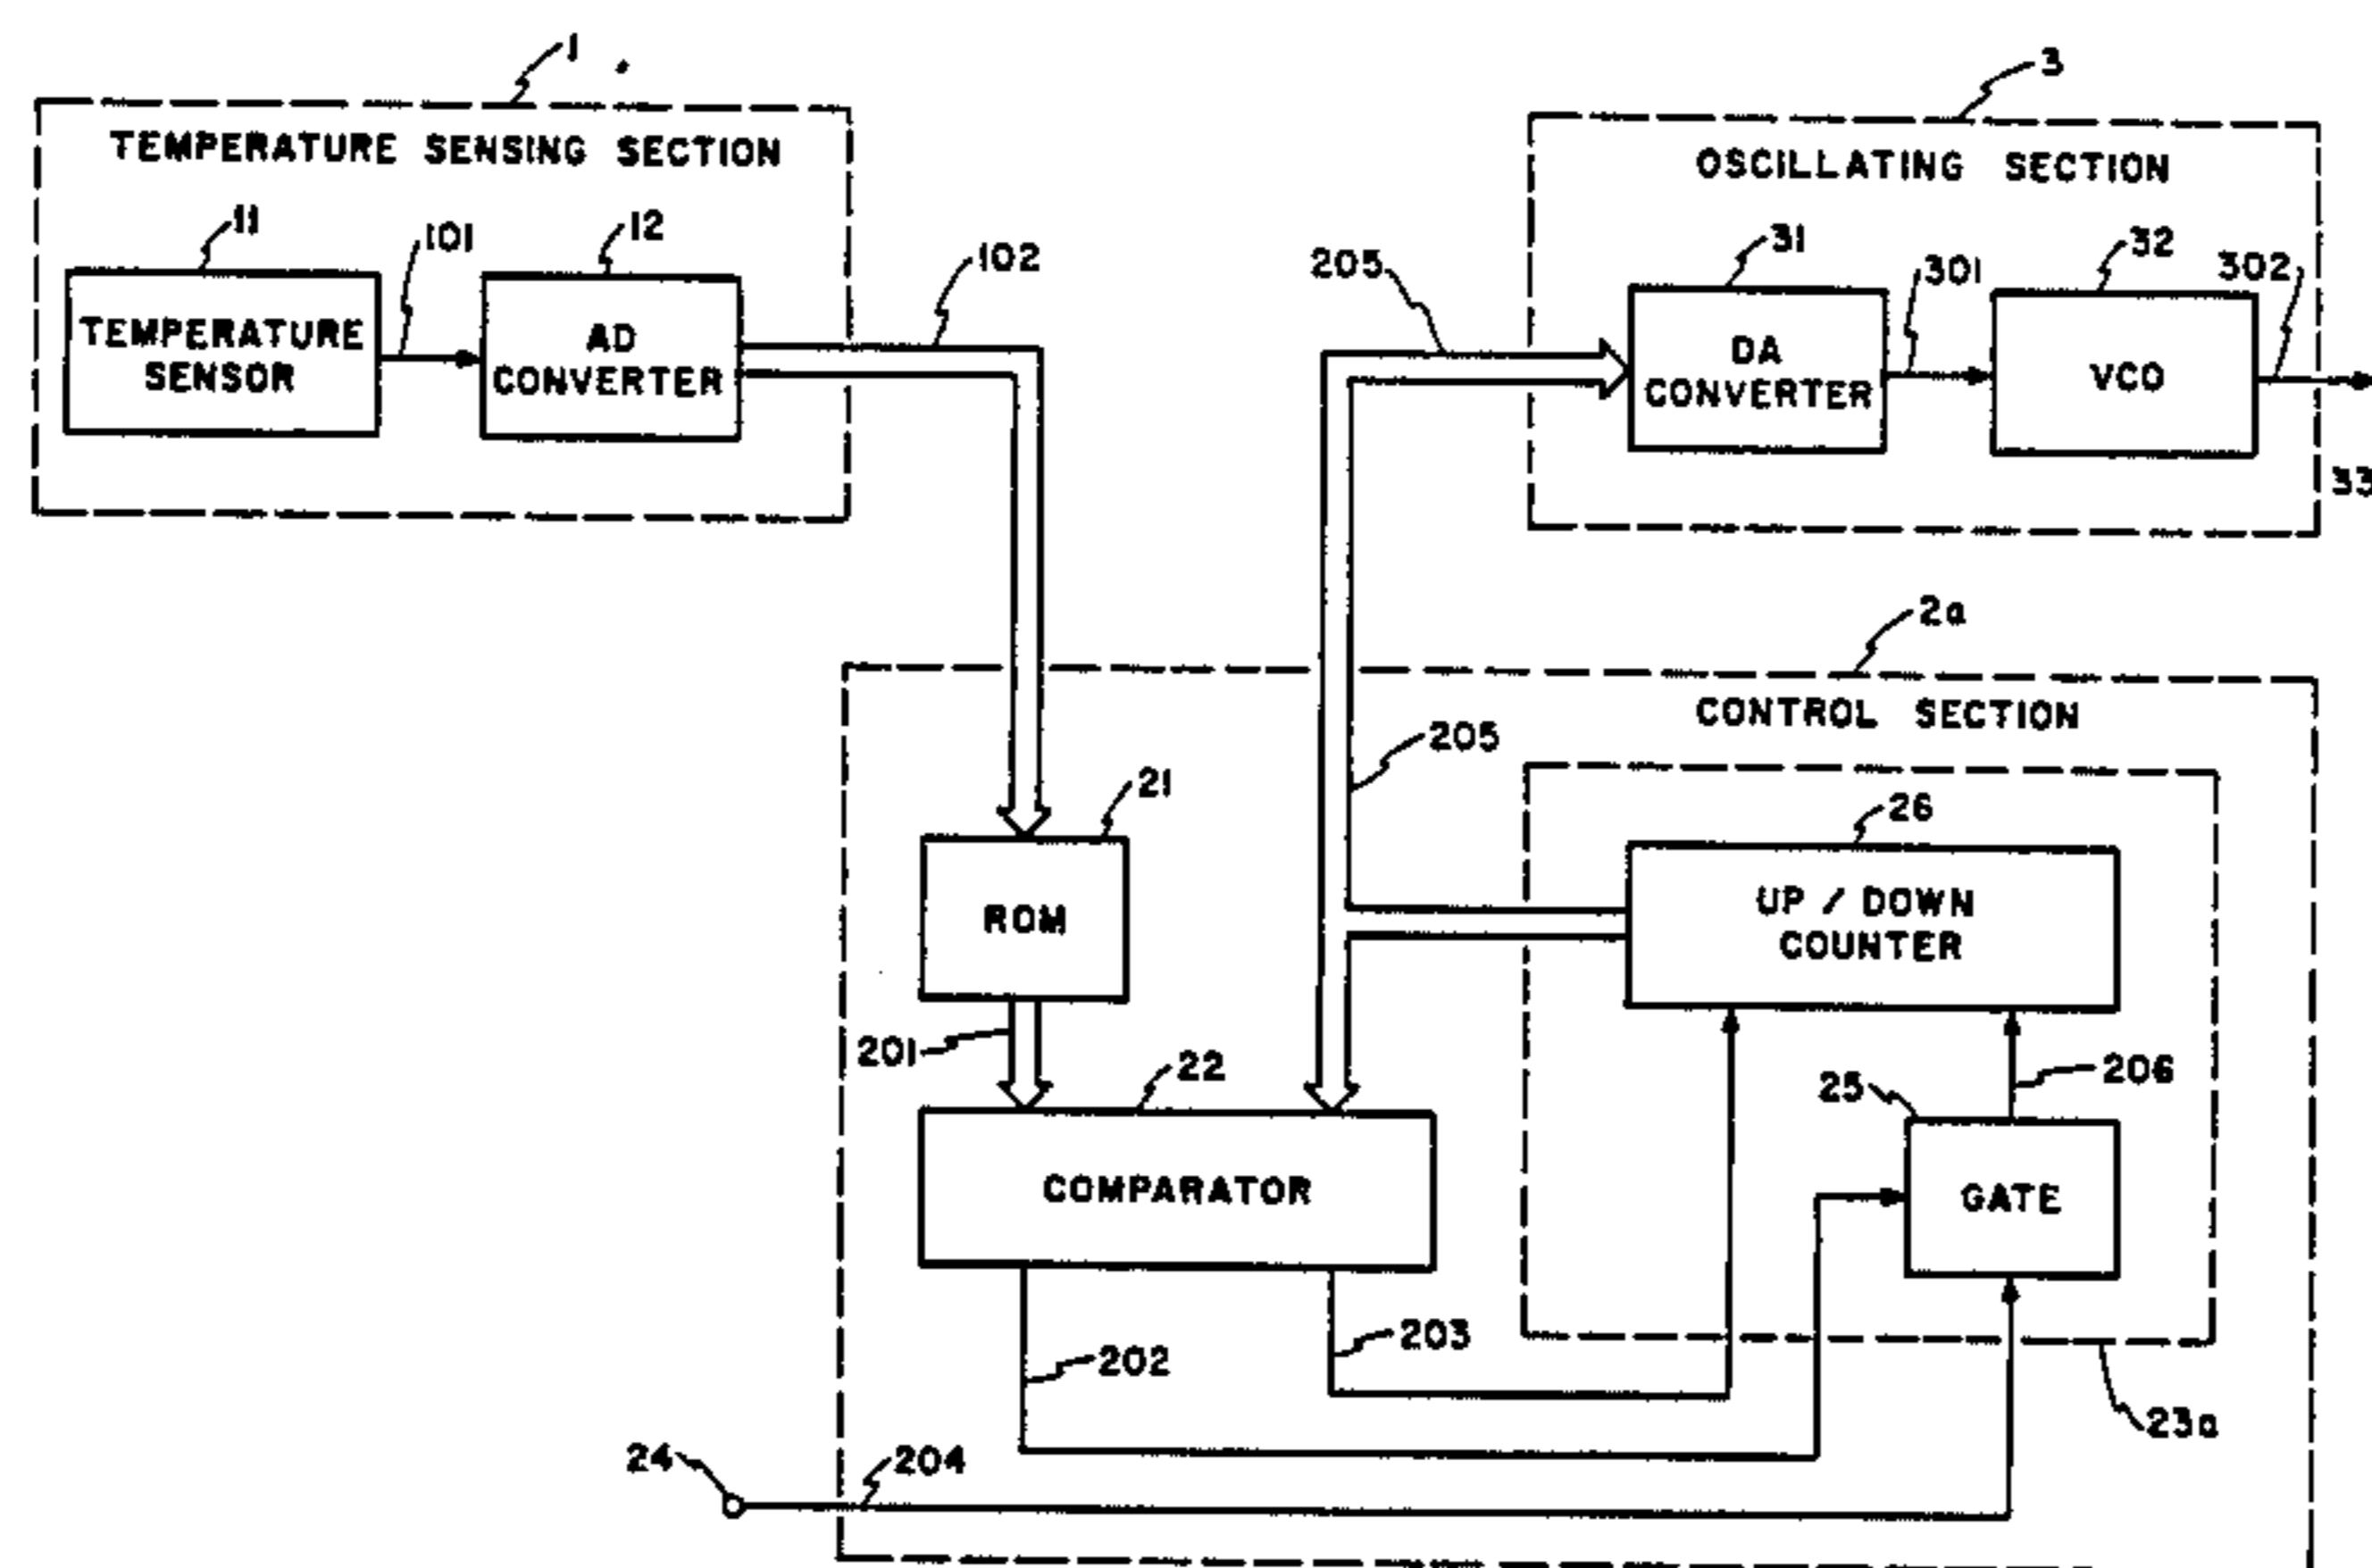 1
TEMPERATURE SENSING SECTION
11
101
12
TEMPERATURE
SENSOR
AD
CONVERTER
102
3
OSCILLATING SECTION
205
31
301
32
302
DA
CONVERTER
VCO
33
2a
CONTROL SECTION
205
21
26
ROM
UP / DOWN
COUNTER
201
22
25
206
COMPARATOR
GATE
202
203
23a
24
204